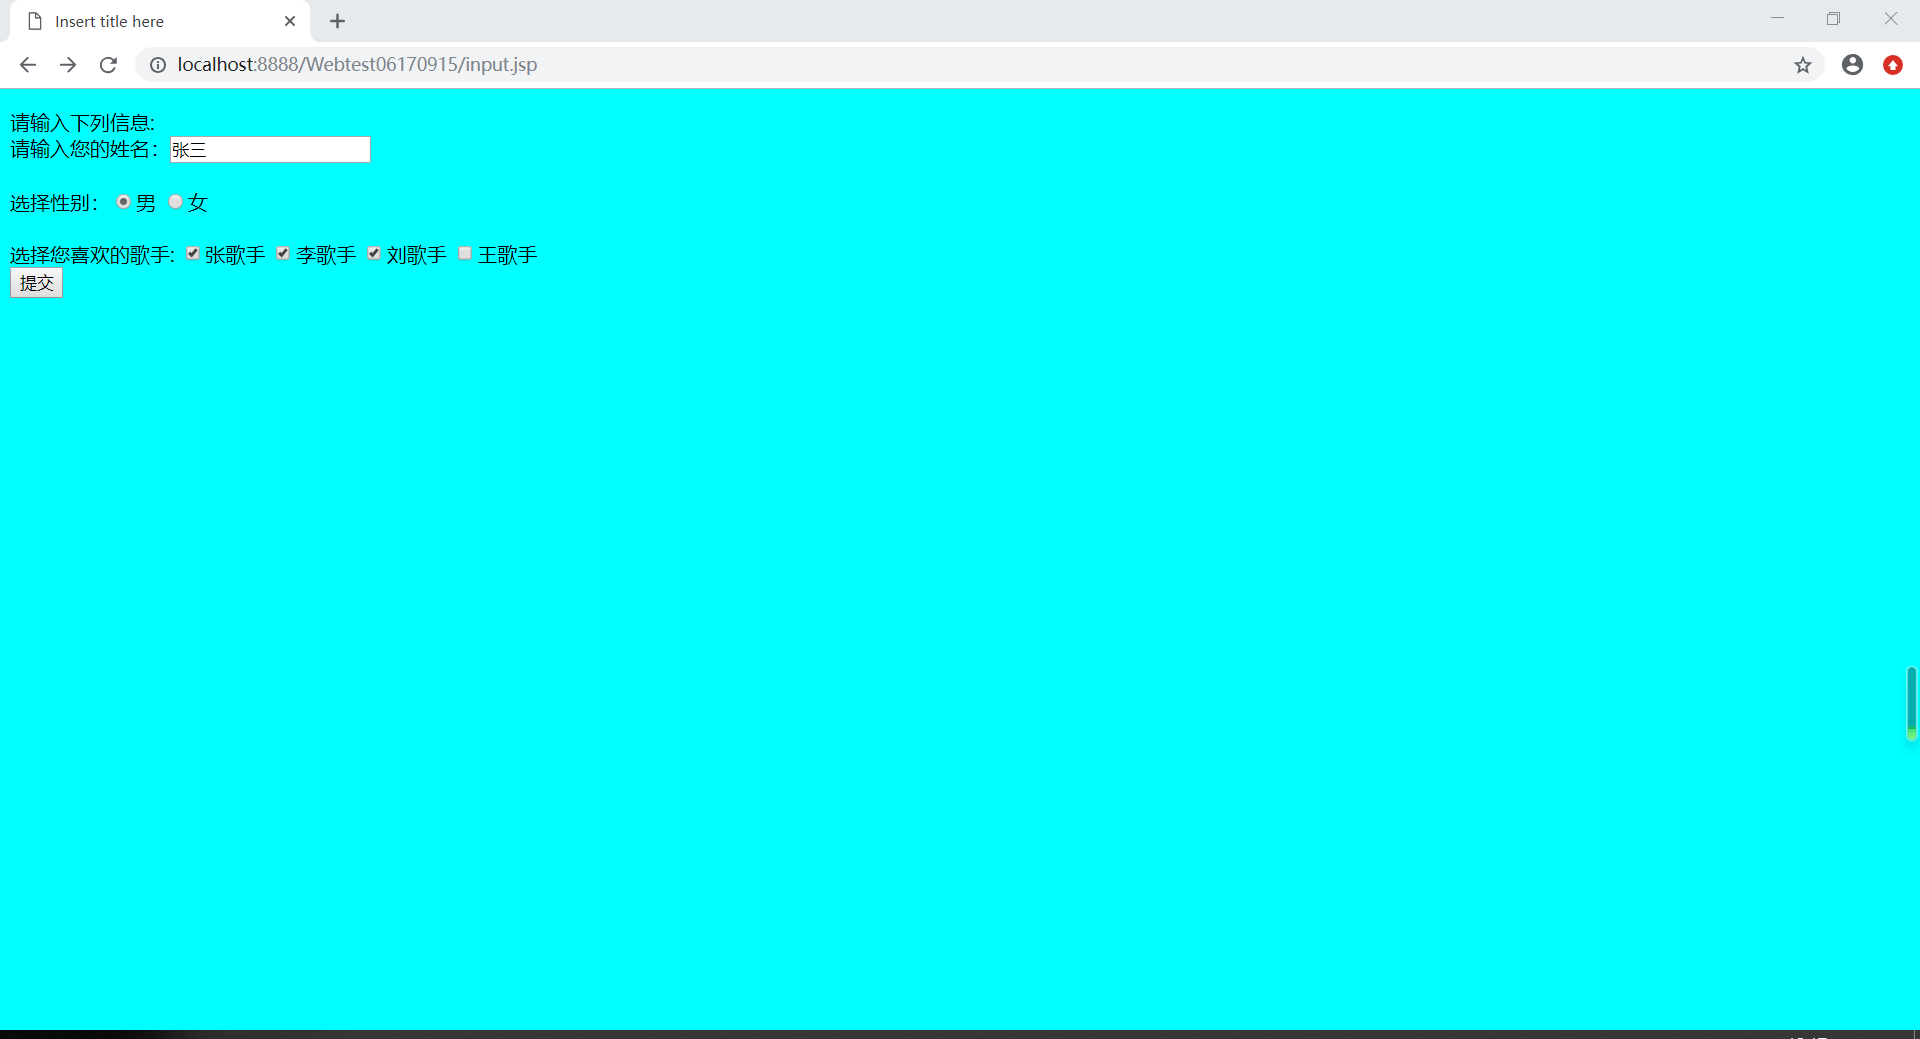 Insert title here
localhost:8888/Webtest06170915/input.jsp
请输入下列信息:
请输入您的姓名：张三
选择性别： 男 女
选择您喜欢的歌手: 张歌手 李歌手 刘歌手 王歌手
提交